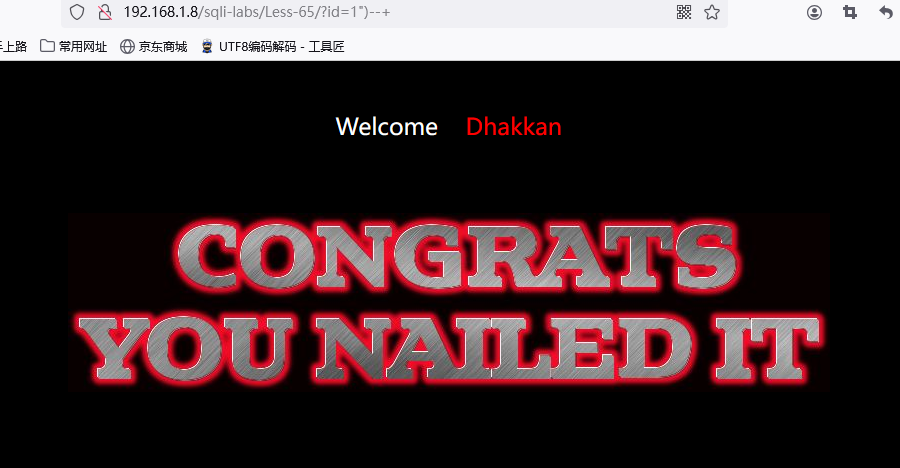 192.168.1.8/sqli-labs/Less-65/?id=1")--+
上路 常用网址 京东商城 UTF8编码解码 - 工具匠
Welcome Dhakkan
CONGRATS
YOU NAILED IT